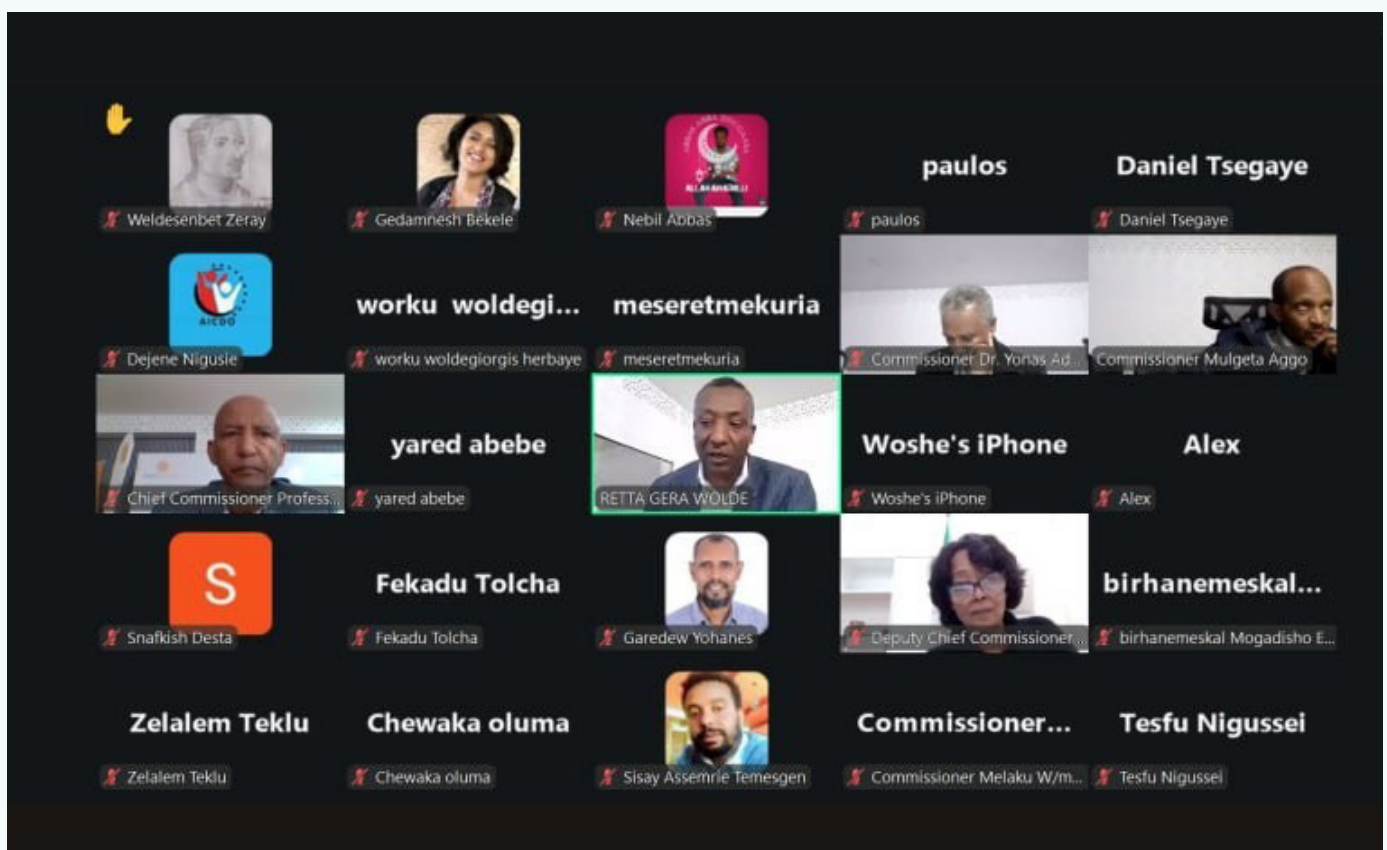 Weldesenbet Zeray
Gedamnesh Bekele
ALLAH AHAEHELLI
Nebil Abbas
paulos
paulos
Daniel Tsegaye
Daniel Tsegaye
AICDO
Dejene Nigusie
worku woldegi...
worku woldegiorgis herbaye
meseretmekuria
meseretmekuria
Commissioner Dr. Yonas Ad...
Commissioner Mulgeta Aggo
Chief Commissioner Profess...
yared abebe
yared abebe
RETTA GERA WOLDE
Woshe's iPhone
Woshe's iPhone
Alex
Alex
S
Snafkish Desta
Fekadu Tolcha
Fekadu Tolcha
Garedew Yohanes
Deputy Chief Commissioner ...
birhanemeskal...
birhanemeskal Mogadisho E...
Zelalem Teklu
Zelalem Teklu
Chewaka oluma
Chewaka oluma
Sisay Assemrie Temesgen
Commissioner...
Commissioner Melaku W/m...
Tesfu Nigussei
Tesfu Nigussei